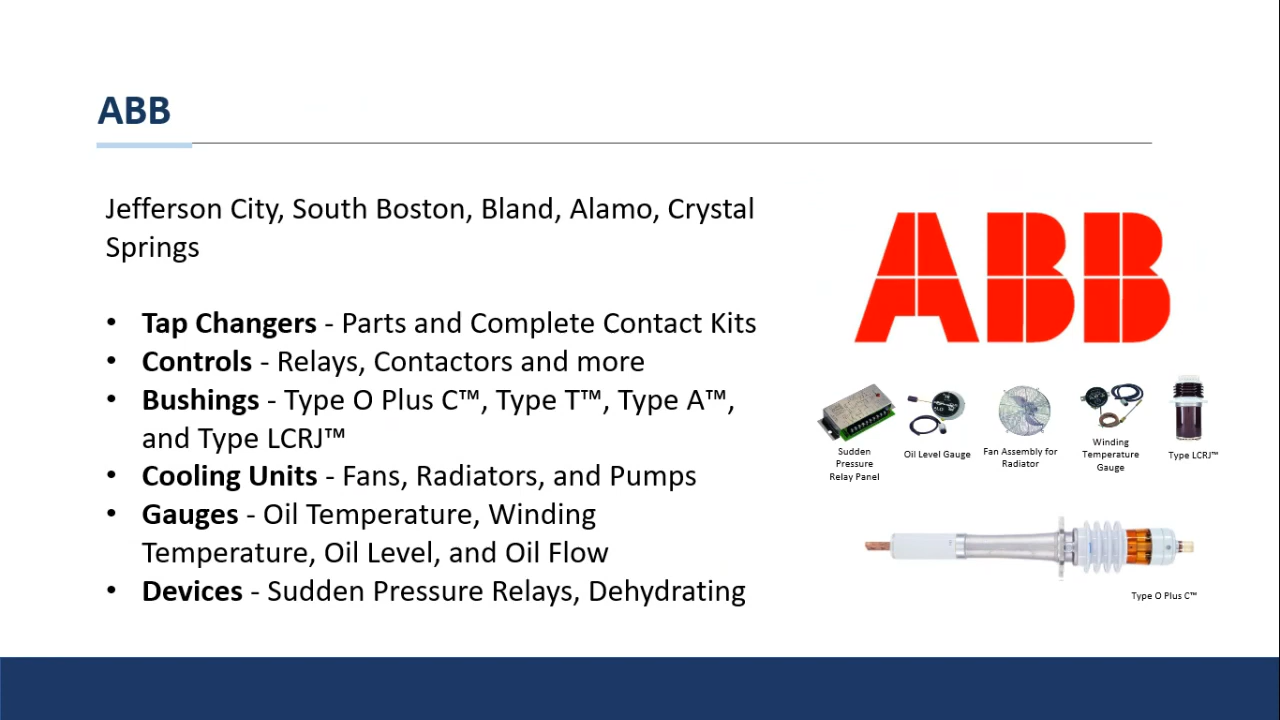 ABB
Jefferson City, South Boston, Bland, Alamo, Crystal
Springs
• Tap Changers - Parts and Complete Contact Kits
• Controls - Relays, Contactors and more
• Bushings - Type O Plus C™, Type T™, Type A™,
and Type LCRJ™
• Cooling Units - Fans, Radiators, and Pumps
• Gauges - Oil Temperature, Winding
Temperature, Oil Level, and Oil Flow
• Devices - Sudden Pressure Relays, Dehydrating
ABB
Sudden
Pressure
Relay Panel
Oil Level Gauge
Fan Assembly for
Radiator
Winding
Temperature
Gauge
Type LCRJ™
Type O Plus C™